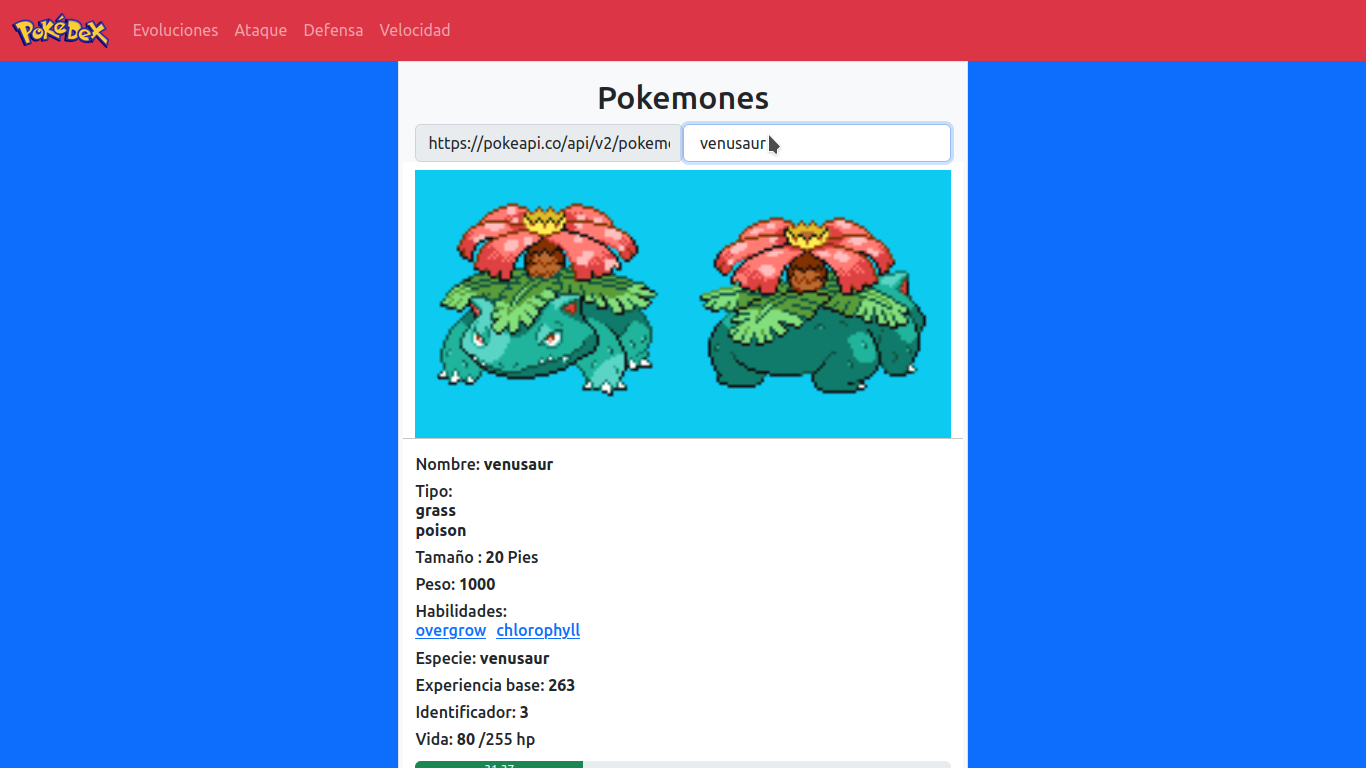 POKéDEX Evoluciones Ataque Defensa Velocidad
Pokemones
https://pokeapi.co/api/v2/pokem venusaur
Nombre: venusaur
Tipo:
grass
poison
Tamaño : 20 Pies
Peso: 1000
Habilidades:
overgrow chlorophyll
Especie: venusaur
Experiencia base: 263
Identificador: 3
Vida: 80 /255 hp